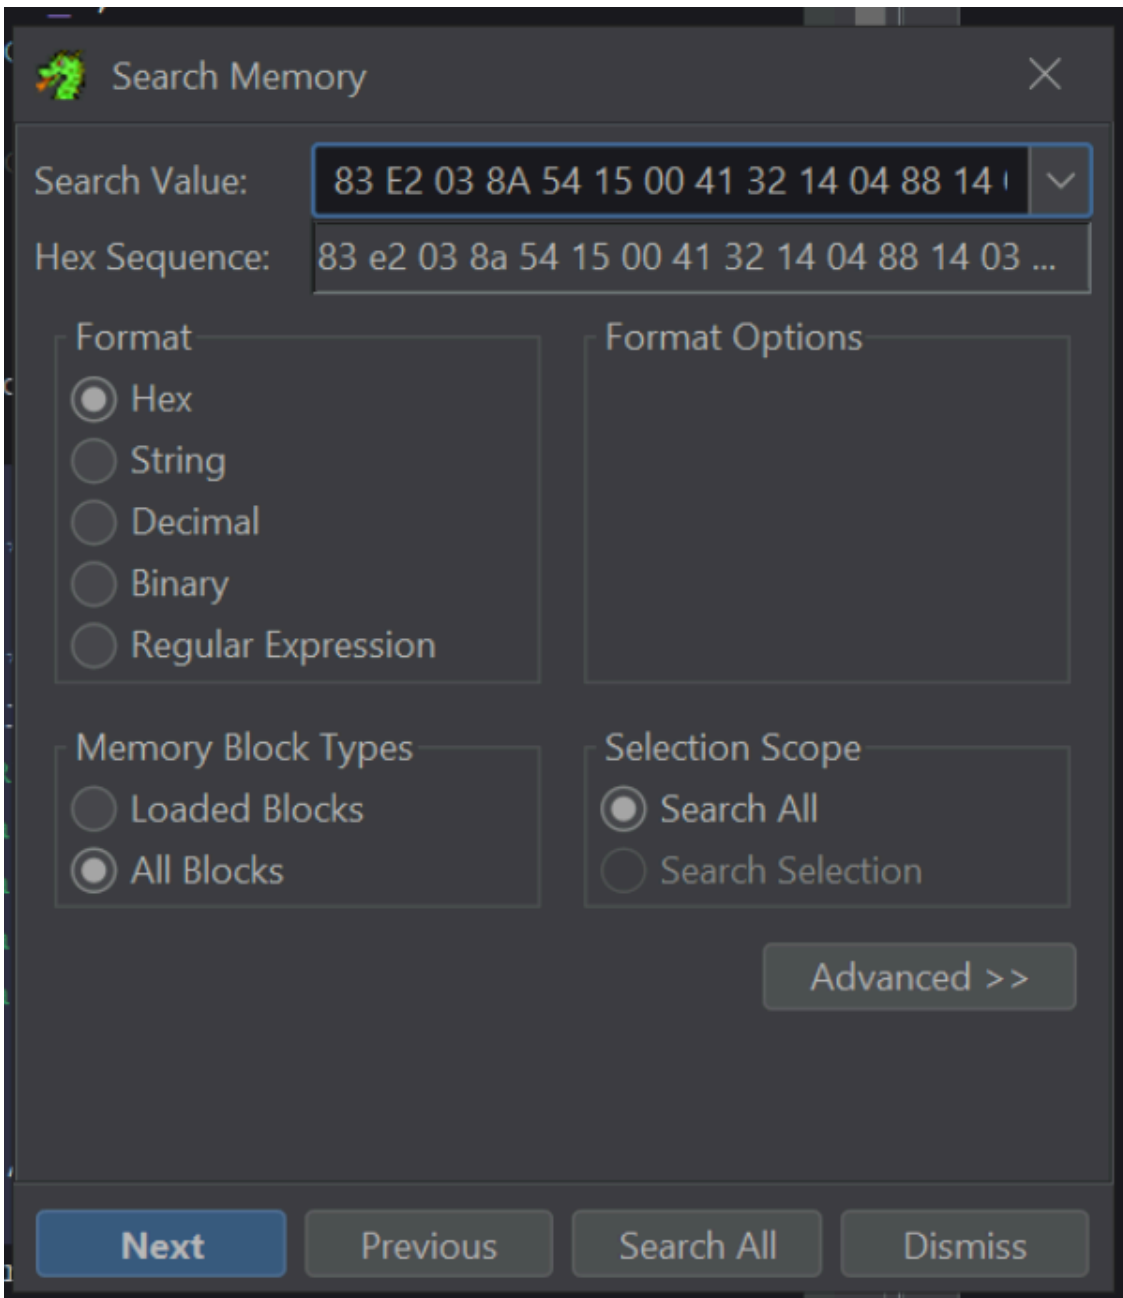 Search Memory
Search Value: 83 E2 03 8A 54 15 00 41 32 14 04 88 14
Hex Sequence: 83 e2 03 8a 54 15 00 41 32 14 04 88 14 03 ...
Format
Hex
String
Decimal
Binary
Regular Expression
Format Options
Memory Block Types
Loaded Blocks
All Blocks
Selection Scope
Search All
Search Selection
Advanced >>
Next Previous Search All Dismiss